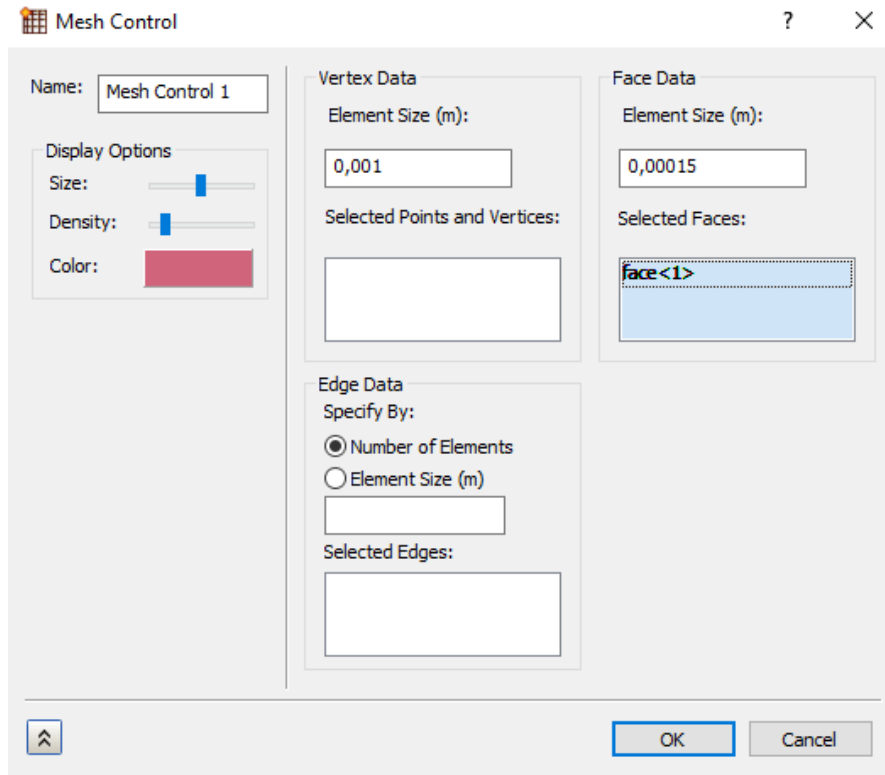 Mesh Control
?
Name:
Mesh Control 1
Display Options
Size:
Density:
Color:
Vertex Data
Element Size (m):
0,001
Selected Points and Vertices:
Face Data
Element Size (m):
0,00015
Selected Faces:
face<1>
Edge Data
Specify By:
Number of Elements
Element Size (m)
Selected Edges:
OK
Cancel